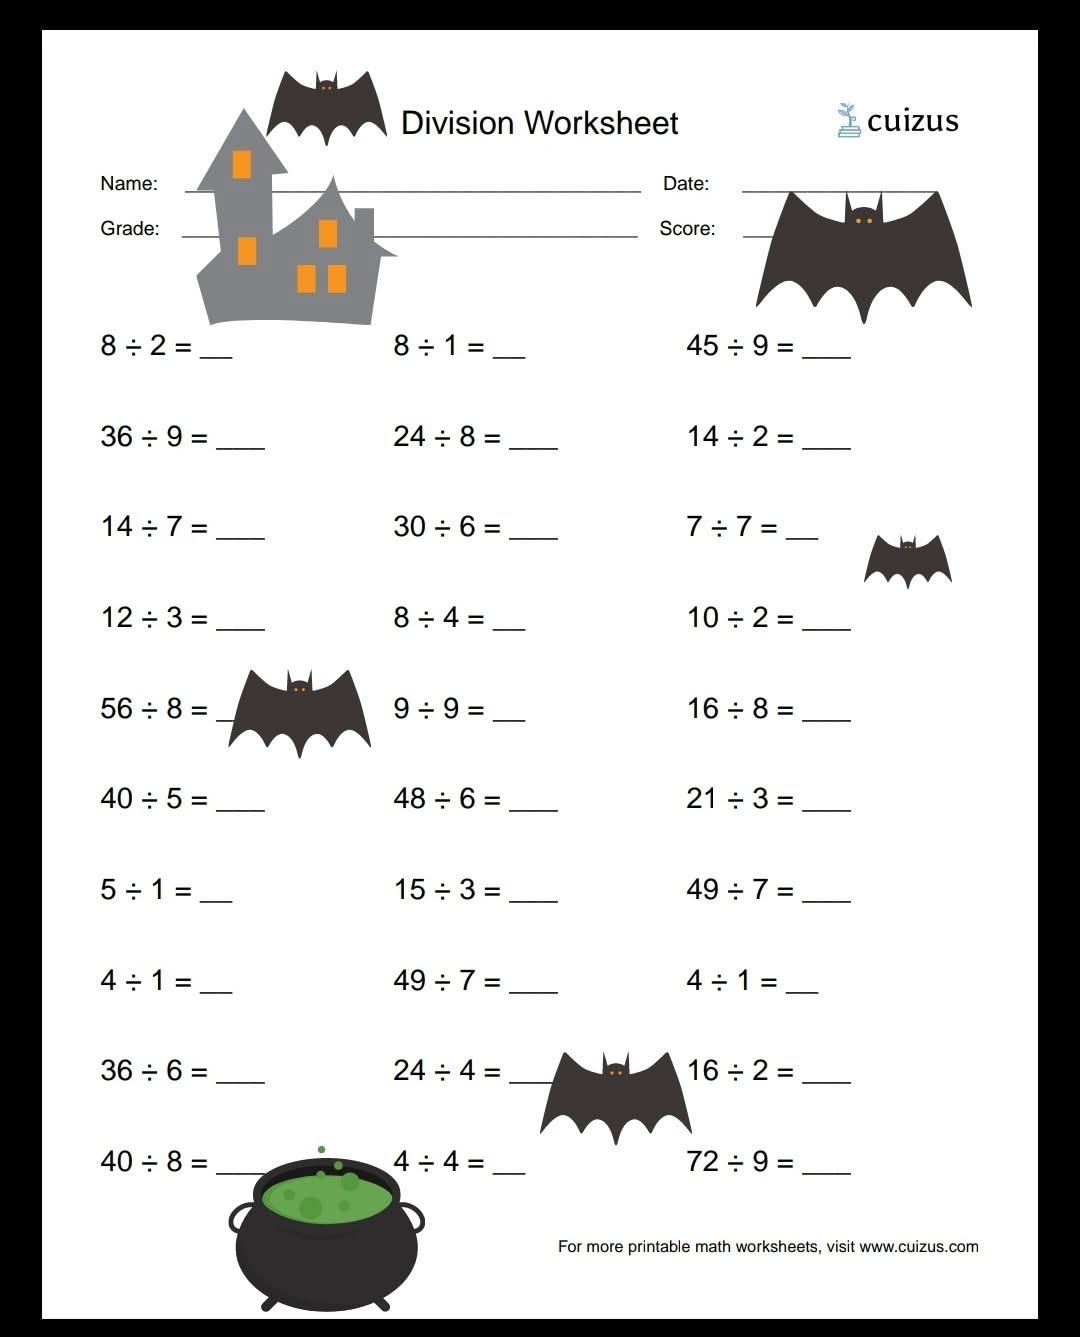 Division Worksheet
cuizus
Name: Date:
Grade: Score:
8 ÷ 2 = __ 8 ÷ 1 = __ 45 ÷ 9 = ___
36 ÷ 9 = ___ 24 ÷ 8 = ___ 14 ÷ 2 = ___
14 ÷ 7 = ___ 30 ÷ 6 = ___ 7 ÷ 7 = __
12 ÷ 3 = ___ 8 ÷ 4 = __ 10 ÷ 2 = ___
56 ÷ 8 = _ 9 ÷ 9 = __ 16 ÷ 8 = ___
40 ÷ 5 = ___ 48 ÷ 6 = ___ 21 ÷ 3 = ___
5 ÷ 1 = __ 15 ÷ 3 = ___ 49 ÷ 7 = ___
4 ÷ 1 = __ 49 ÷ 7 = ___ 4 ÷ 1 = __
36 ÷ 6 = ___ 24 ÷ 4 = ___ 16 ÷ 2 = ___
40 ÷ 8 = ___ 4 ÷ 4 = __ 72 ÷ 9 = ___
For more printable math worksheets, visit www.cuizus.com